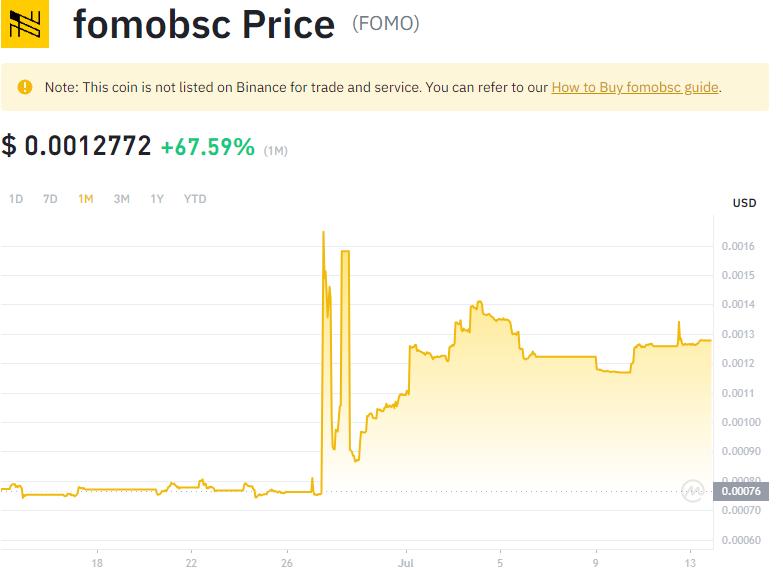 fomobsc Price (FOMO)
Note: This coin is not listed on Binance for trade and service. You can refer to our How to Buy fomobsc guide.
$ 0.0012772 +67.59% (1M)
1D 7D 1M 3M 1Y YTD
USD
0.0016
0.0015
0.0014
0.0013
0.0012
0.0011
0.00100
0.00090
0.00080
0.00076
0.00070
0.00060
18 22 26 Jul 5 9 13